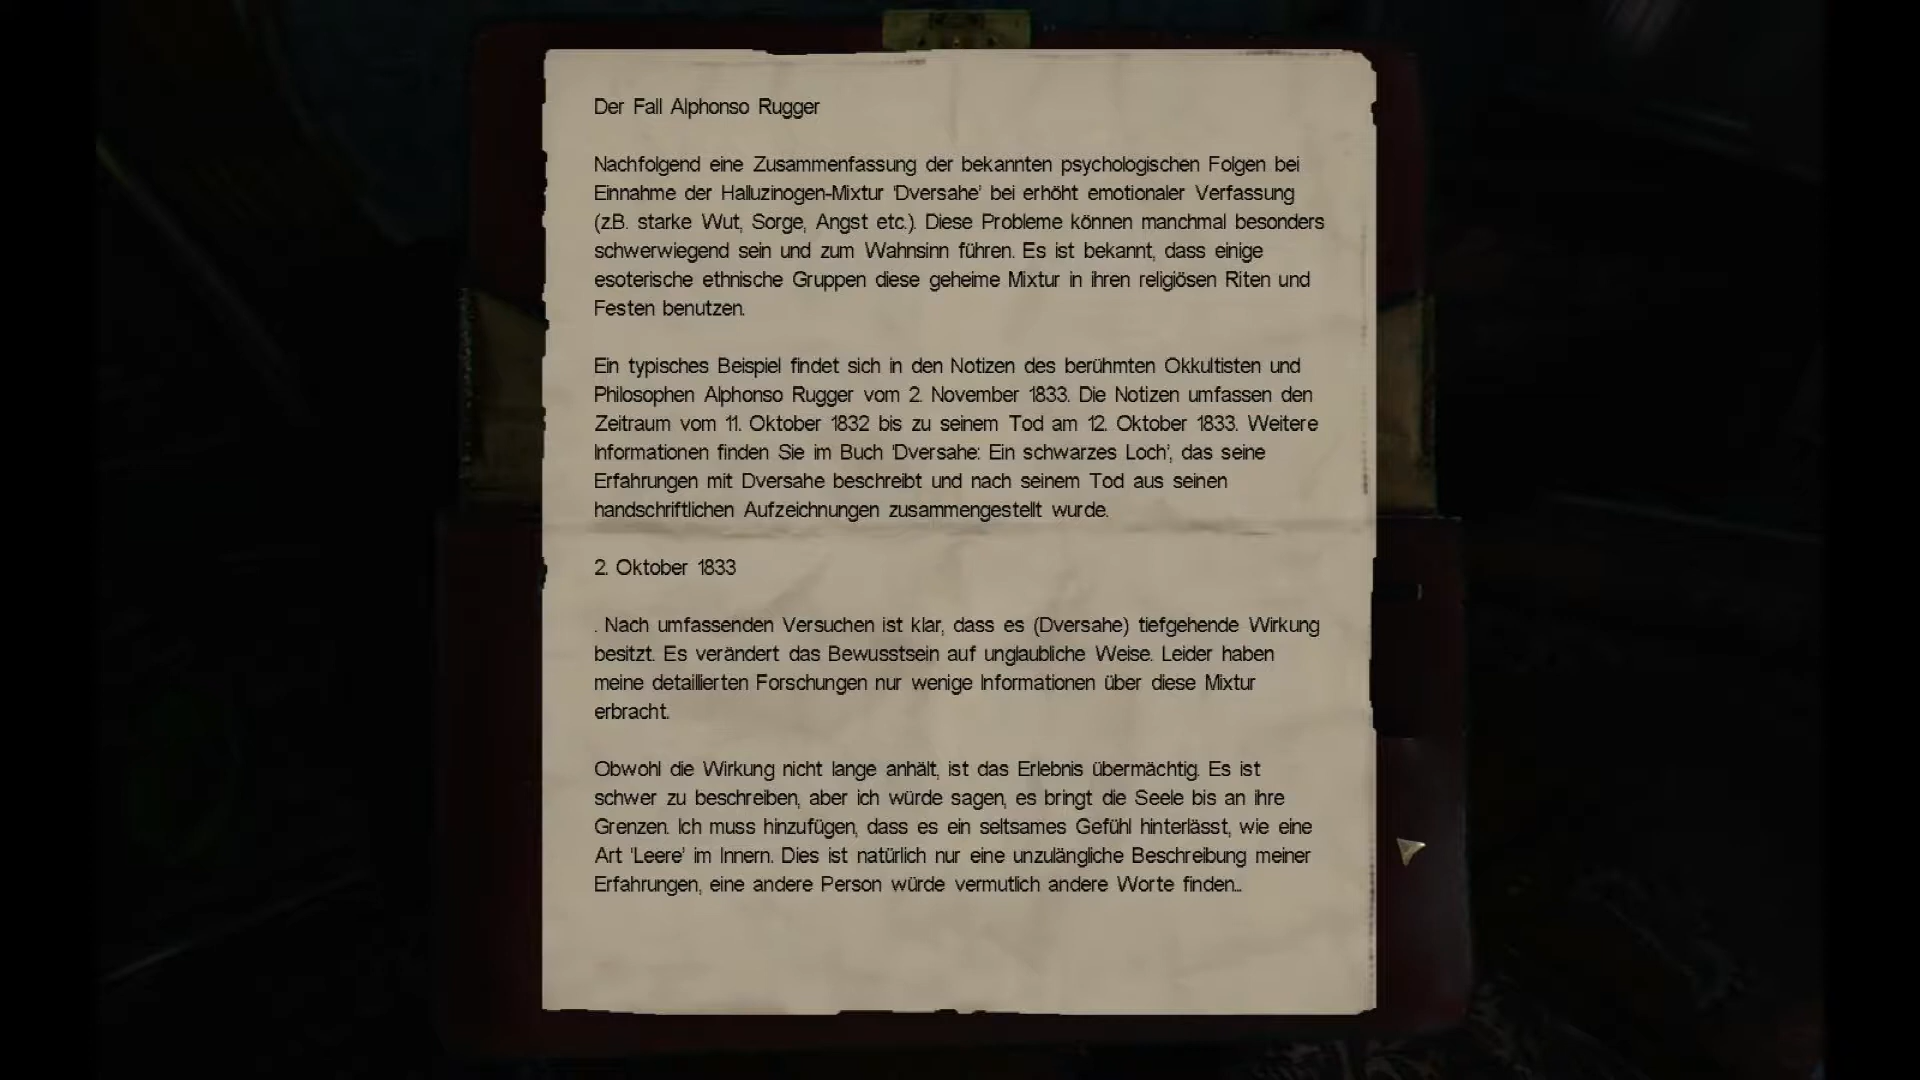 Der Fall Alphonso Rugger
Nachfolgend eine Zusammenfassung der bekannten psychologischen Folgen bei
Einnahme der Halluzinogen-Mixtur 'Dversahe' bei erhöht emotionaler Verfassung
(z.B. starke Wut, Sorge, Angst etc.). Diese Probleme können manchmal besonders
schwerwiegend sein und zum Wahnsinn führen. Es ist bekannt, dass einige
esoterische ethnische Gruppen diese geheime Mixtur in ihren religiösen Riten und
Festen benutzen.
Ein typisches Beispiel findet sich in den Notizen des berühmten Okkultisten und
Philosophen Alphonso Rugger vom 2. November 1833. Die Notizen umfassen den
Zeitraum vom 11. Oktober 1832 bis zu seinem Tod am 12. Oktober 1833. Weitere
Informationen finden Sie im Buch 'Dversahe: Ein schwarzes Loch', das seine
Erfahrungen mit Dversahe beschreibt und nach seinem Tod aus seinen
handschriftlichen Aufzeichnungen zusammengestellt wurde.
2. Oktober 1833
. Nach umfassenden Versuchen ist klar, dass es (Dversahe) tiefgehende Wirkung
besitzt. Es verändert das Bewusstsein auf unglaubliche Weise. Leider haben
meine detaillierten Forschungen nur wenige Informationen über diese Mixtur
erbracht.
Obwohl die Wirkung nicht lange anhält, ist das Erlebnis übermächtig. Es ist
schwer zu beschreiben, aber ich würde sagen, es bringt die Seele bis an ihre
Grenzen. Ich muss hinzufügen, dass es ein seltsames Gefühl hinterlässt, wie eine
Art 'Leere' im Innern. Dies ist natürlich nur eine unzulängliche Beschreibung meiner
Erfahrungen, eine andere Person würde vermutlich andere Worte finden...